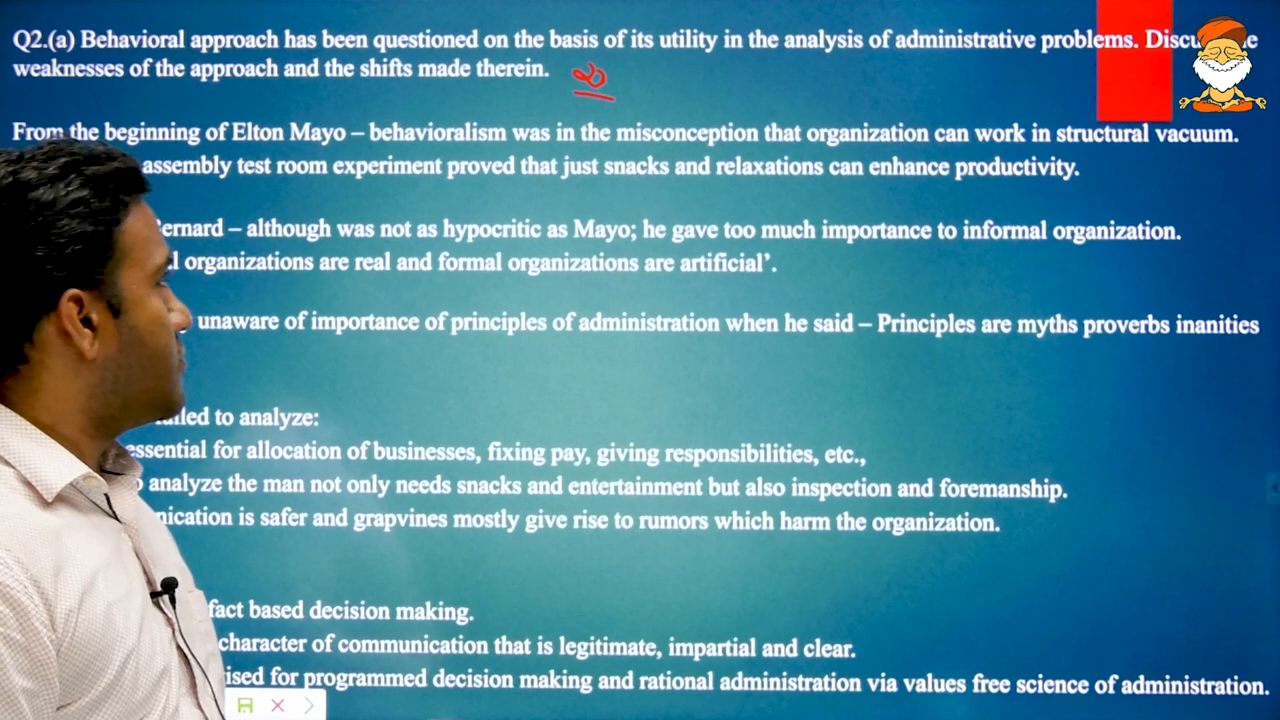 Q2.(a) Behavioral approach has been questioned on the basis of its utility in the analysis of administrative problems.
weaknesses of the approach and the shifts made therein.
From the beginning of Elton Mayo – behavioralism was in the misconception that organization can work in structural vacuum.
assembly test room experiment proved that just snacks and relaxations can enhance productivity.
– although was not as hypocritic as Mayo; he gave too much importance to informal organization.
organizations are real and formal organizations are artificial’.
unaware of importance of principles of administration when he said – Principles are myths proverbs inanities
to analyze:
essential for allocation of businesses, fixing pay, giving responsibilities, etc.,
analyze the man not only needs snacks and entertainment but also inspection and foremanship.
is safer and grapvines mostly give rise to rumors which harm the organization.
fact based decision making.
character of communication that is legitimate, impartial and clear.
for programmed decision making and rational administration via values free science of administration.